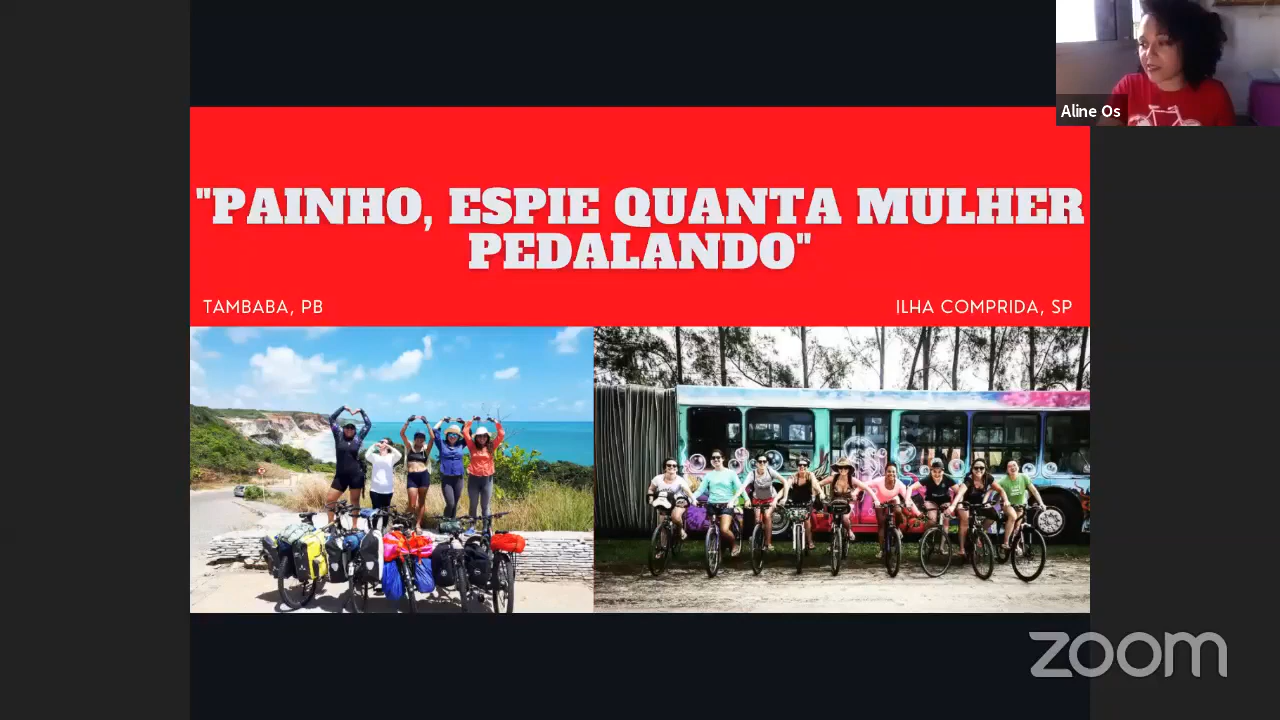 Aline Os
"PAINHO, ESPIE QUANTA MULHER
PEDALANDO"
TAMBABA, PB
ILHA COMPRIDA, SP
zoom